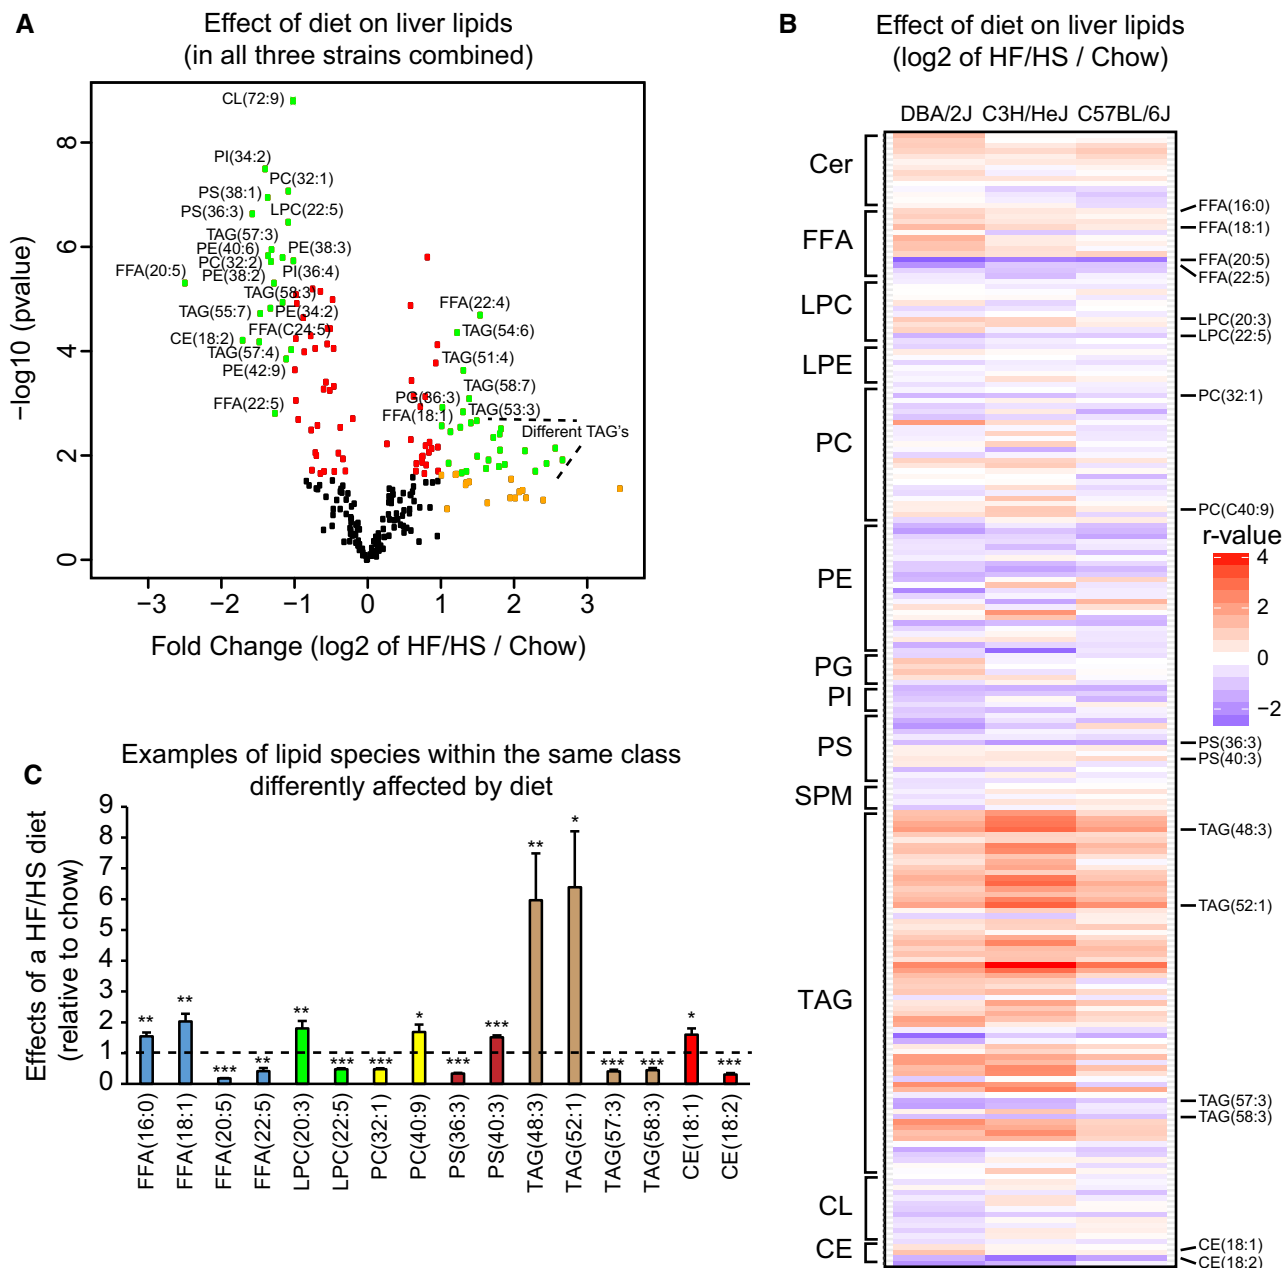 A
Effect of diet on liver lipids
(in all three strains combined)
CL(72:9)
PI(34:2)
PC(32:1)
PS(38:1)
PS(36:3)
LPC(22:5)
TAG(57:3)
PE(40:6)
PE(38:3)
PC(32:2)
FFA(20:5)
PE(38:2)
PI(36:4)
TAG(58:3)
TAG(55:7)
PE(34:2)
FFA(C24:5)
CE(18:2)
TAG(57:4)
PE(42:9)
FFA(22:5)
FFA(22:4)
TAG(54:6)
TAG(51:4)
TAG(58:7)
PG(36:3)
TAG(53:3)
FFA(18:1)
Different TAG's
8
6
4
2
0
−log10 (pvalue)
−3 −2 −1 0 1 2 3
Fold Change (log2 of HF/HS / Chow)
B
Effect of diet on liver lipids
(log2 of HF/HS / Chow)
DBA/2J C3H/HeJ C57BL/6J
Cer
FFA
LPC
LPE
PC
PE
PG
PI
PS
SPM
TAG
CL
CE
FFA(16:0)
FFA(18:1)
FFA(20:5)
FFA(22:5)
LPC(20:3)
LPC(22:5)
PC(32:1)
PC(C40:9)
r-value
4
2
0
−2
PS(36:3)
PS(40:3)
TAG(48:3)
TAG(52:1)
TAG(57:3)
TAG(58:3)
CE(18:1)
CE(18:2)
C
Examples of lipid species within the same class
differently affected by diet
Effects of a HF/HS diet
(relative to chow)
9
8
7
6
5
4
3
2
1
0
** ** *** ** ** *** *** * *** *** ** * *** *** * ***
FFA(16:0)
FFA(18:1)
FFA(20:5)
FFA(22:5)
LPC(20:3)
LPC(22:5)
PC(32:1)
PC(40:9)
PS(36:3)
PS(40:3)
TAG(48:3)
TAG(52:1)
TAG(57:3)
TAG(58:3)
CE(18:1)
CE(18:2)